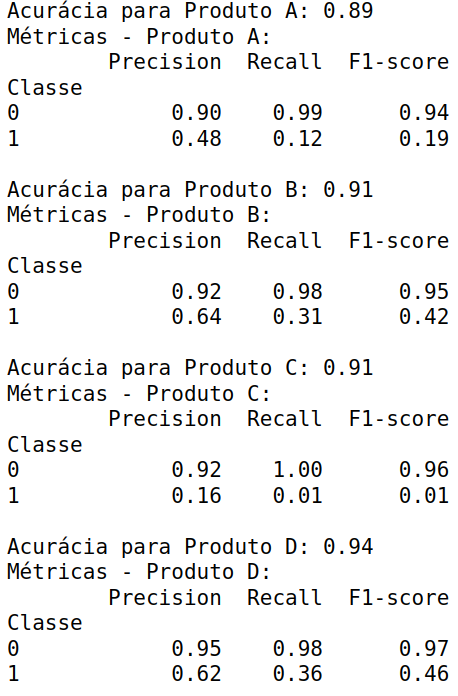 Acurácia para Produto A: 0.89
Métricas - Produto A:
Precision Recall F1-score
Classe
0 0.90 0.99 0.94
1 0.48 0.12 0.19
Acurácia para Produto B: 0.91
Métricas - Produto B:
Precision Recall F1-score
Classe
0 0.92 0.98 0.95
1 0.64 0.31 0.42
Acurácia para Produto C: 0.91
Métricas - Produto C:
Precision Recall F1-score
Classe
0 0.92 1.00 0.96
1 0.16 0.01 0.01
Acurácia para Produto D: 0.94
Métricas - Produto D:
Precision Recall F1-score
Classe
0 0.95 0.98 0.97
1 0.62 0.36 0.46